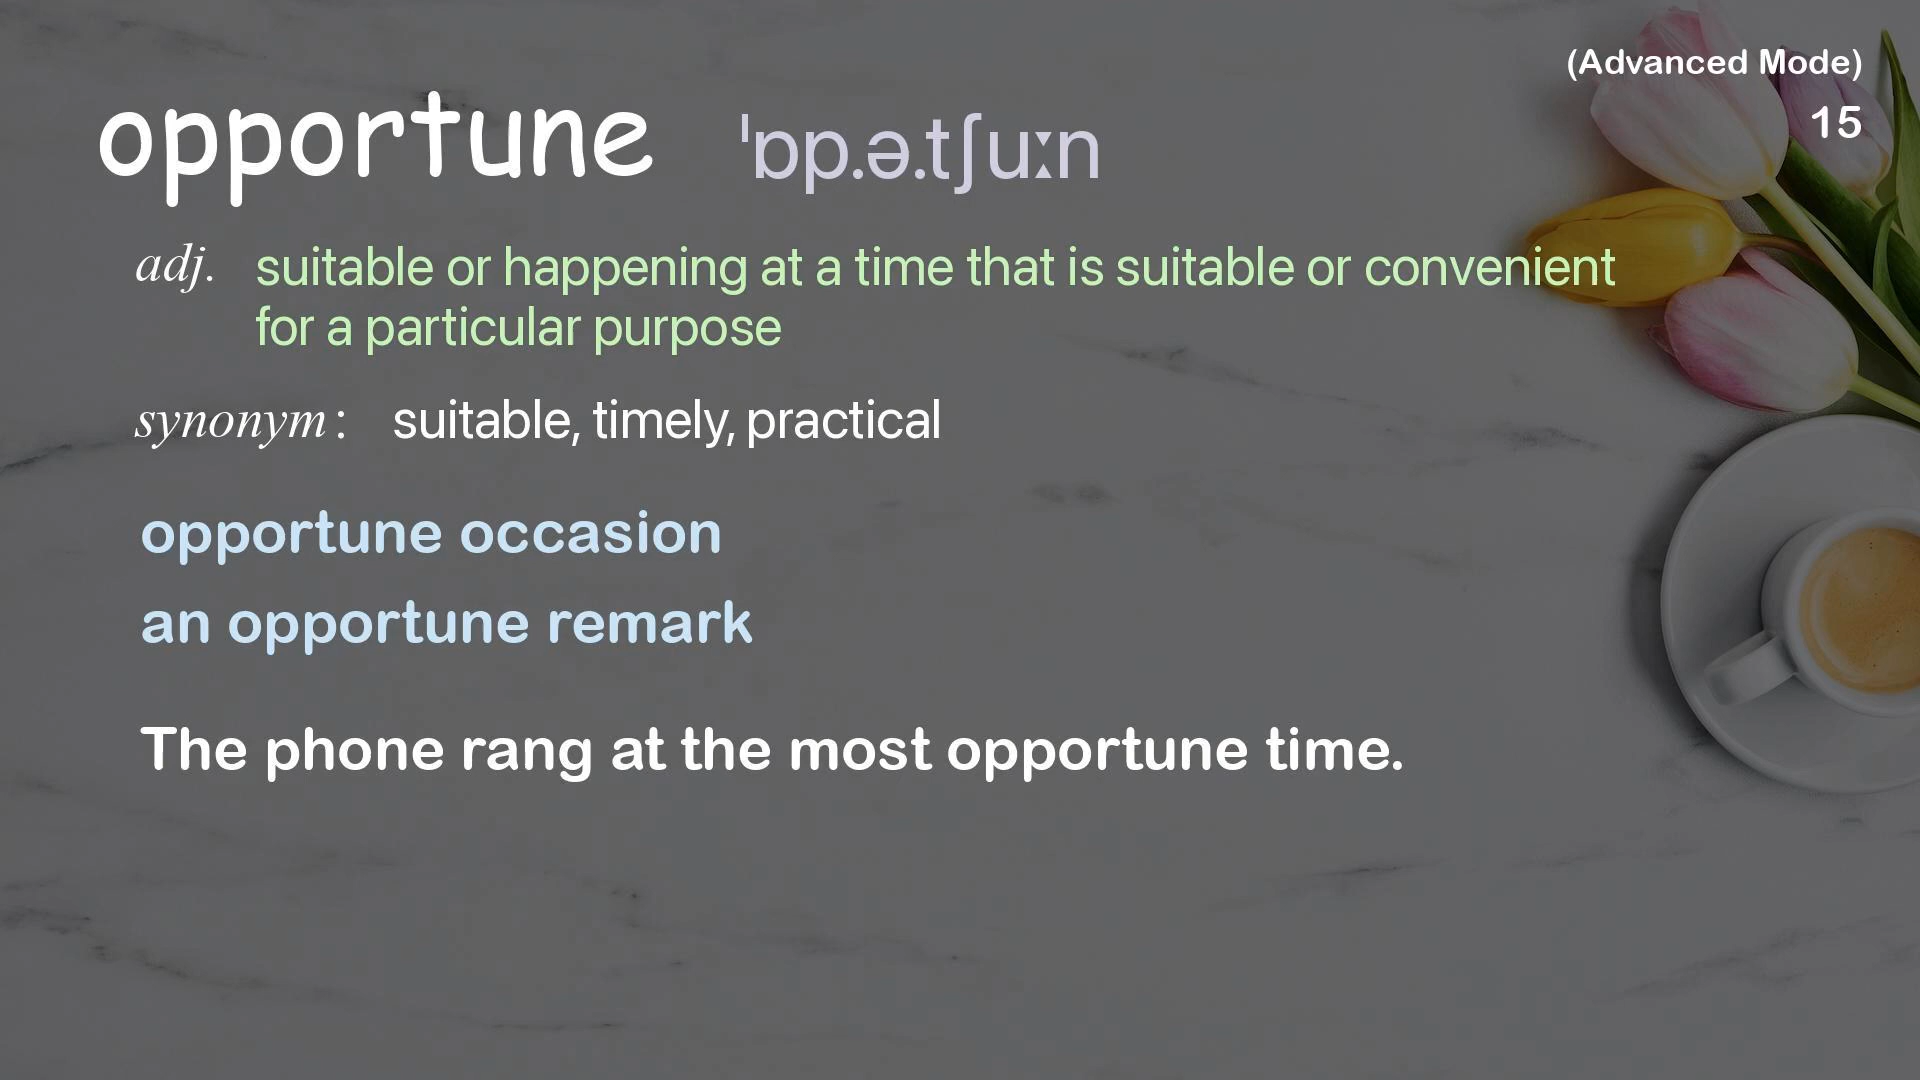 (Advanced Mode)
15
opportune ˈɒp.ə.tʃuːn
adj. suitable or happening at a time that is suitable or convenient
for a particular purpose
synonym: suitable, timely, practical
opportune occasion
an opportune remark
The phone rang at the most opportune time.